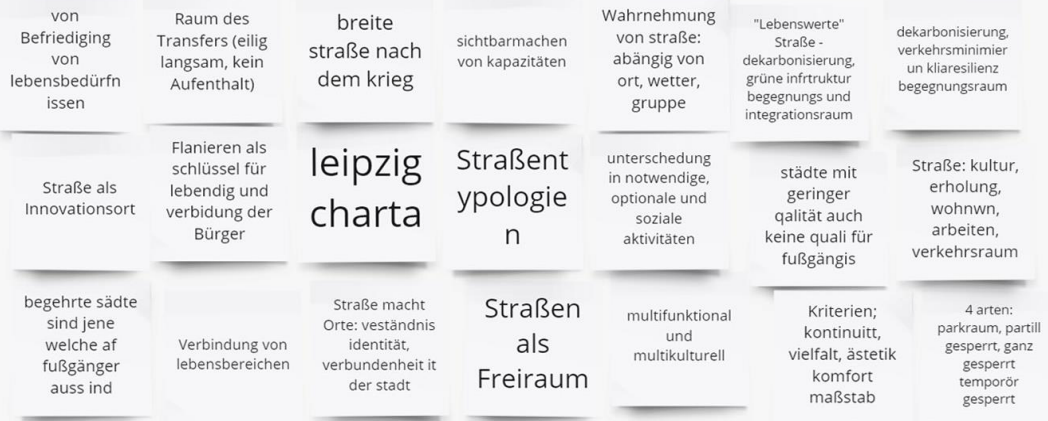 von
Befriediging
von
lebensbedürfn
issen
Raum des
Transfers (eilig
langsam, kein
Aufenthalt)
breite
straße nach
dem krieg
sichtbarmachen
von kapazitäten
Wahrnehmung
von straße:
abängig von
ort, wetter,
gruppe
"Lebenswerte"
Straße -
dekarbonisierung,
grüne infrtruktur
begegnungs und
integrationsraum
dekarbonisierung,
verkehrsminimier
un kliaresilienz
begegnungsraum
Straße als
Innovationsort
Flanieren als
schlüssel für
lebendig und
verbidung der
Bürger
leipzig
charta
Straßent
ypologie
n
unterschedung
in notwendige,
optionale und
soziale
aktivitäten
städte mit
geringer
qalität auch
keine quali für
fußgängis
Straße: kultur,
erholung,
wohnwn,
arbeiten,
verkehrsraum
begehrte sädte
sind jene
welche af
fußgänger
auss ind
Verbindung von
lebensbereichen
Straße macht
Orte: veständnis
identität,
verbundenheit it
der stadt
Straßen
als
Freiraum
multifunktional
und
multikulturell
Kriterien;
kontinuitt,
vielfalt, ästetik
komfort
maßstab
4 arten:
parkraum, partill
gesperrt, ganz
gesperrt
temporör
gesperrt